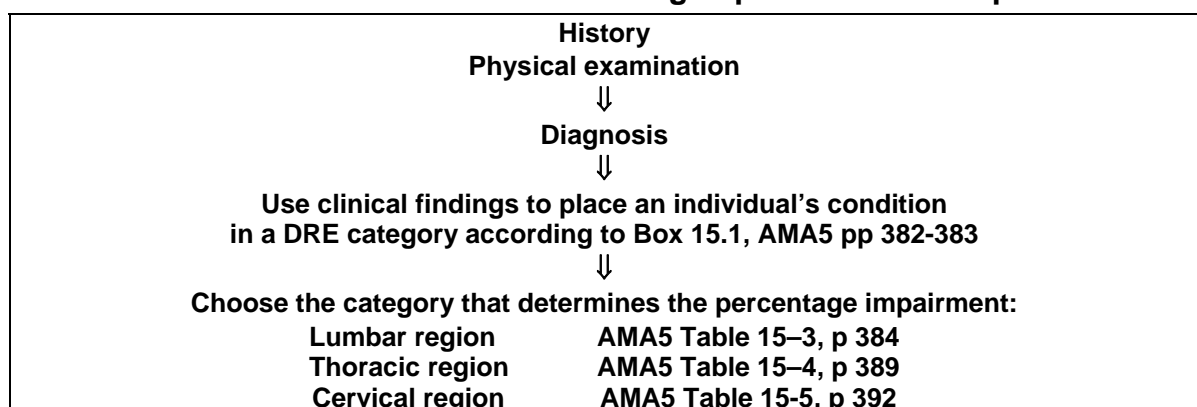 History
Physical examination
⇓
Diagnosis
⇓
Use clinical findings to place an individual’s condition
in a DRE category according to Box 15.1, AMA5 pp 382-383
⇓
Choose the category that determines the percentage impairment:
Lumbar region AMA5 Table 15–3, p 384
Thoracic region AMA5 Table 15–4, p 389
Cervical region AMA5 Table 15-5, p 392